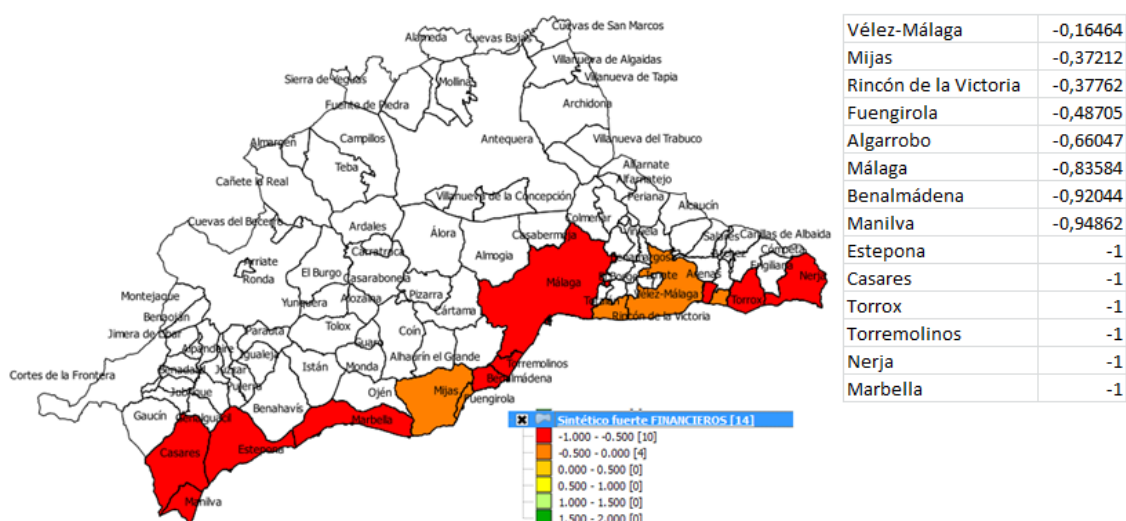 Cuevas de San Marcos
Alameda
Cuevas Bajas
Villanueva de Algaidas
Villanueva de Tapia
Sierra de Yeguas
Mollina
Fuente de Piedra
Archidona
Campillos
Antequera
Villanueva del Trabuco
Almargen
Teba
Alfarnate
Alfarnatejo
Cañete la Real
Periana
Villanueva de la Concepción
Alcaucín
Colmenar
Cuevas del Becerro
Ardales
Álora
Casabermeja
Viñuela
Salares
Canillas de Albaida
Carratraca
Almogía
Cómpeta
Arriate
Ronda
El Burgo
Casarabonela
Málaga
Arenas
Frigiliana
Nerja
Montejaque
Yunquera
Alozaina
Pizarra
Vélez-Málaga
Torrox
Benaoján
Cártama
Rincón de la Victoria
Jimera de Líbar
Parauta
Tolox
Coín
Guaro
Igualeja
Alhaurín el Grande
Cortes de la Frontera
Júzcar
Istán
Monda
Torremolinos
Benalmádena
Pujerra
Ojén
Mijas
Fuengirola
Jubrique
Benahavís
Gaucín
Genalguacil
Marbella
Casares
Estepona
Manilva
Sintético fuerte FINANCIEROS [14]
-1.000 - -0.500 [10]
-0.500 - 0.000 [4]
0.000 - 0.500 [0]
0.500 - 1.000 [0]
1.000 - 1.500 [0]
1.500 - 2.000 [0]
Vélez-Málaga -0,16464
Mijas -0,37212
Rincón de la Victoria -0,37762
Fuengirola -0,48705
Algarrobo -0,66047
Málaga -0,83584
Benalmádena -0,92044
Manilva -0,94862
Estepona -1
Casares -1
Torrox -1
Torremolinos -1
Nerja -1
Marbella -1